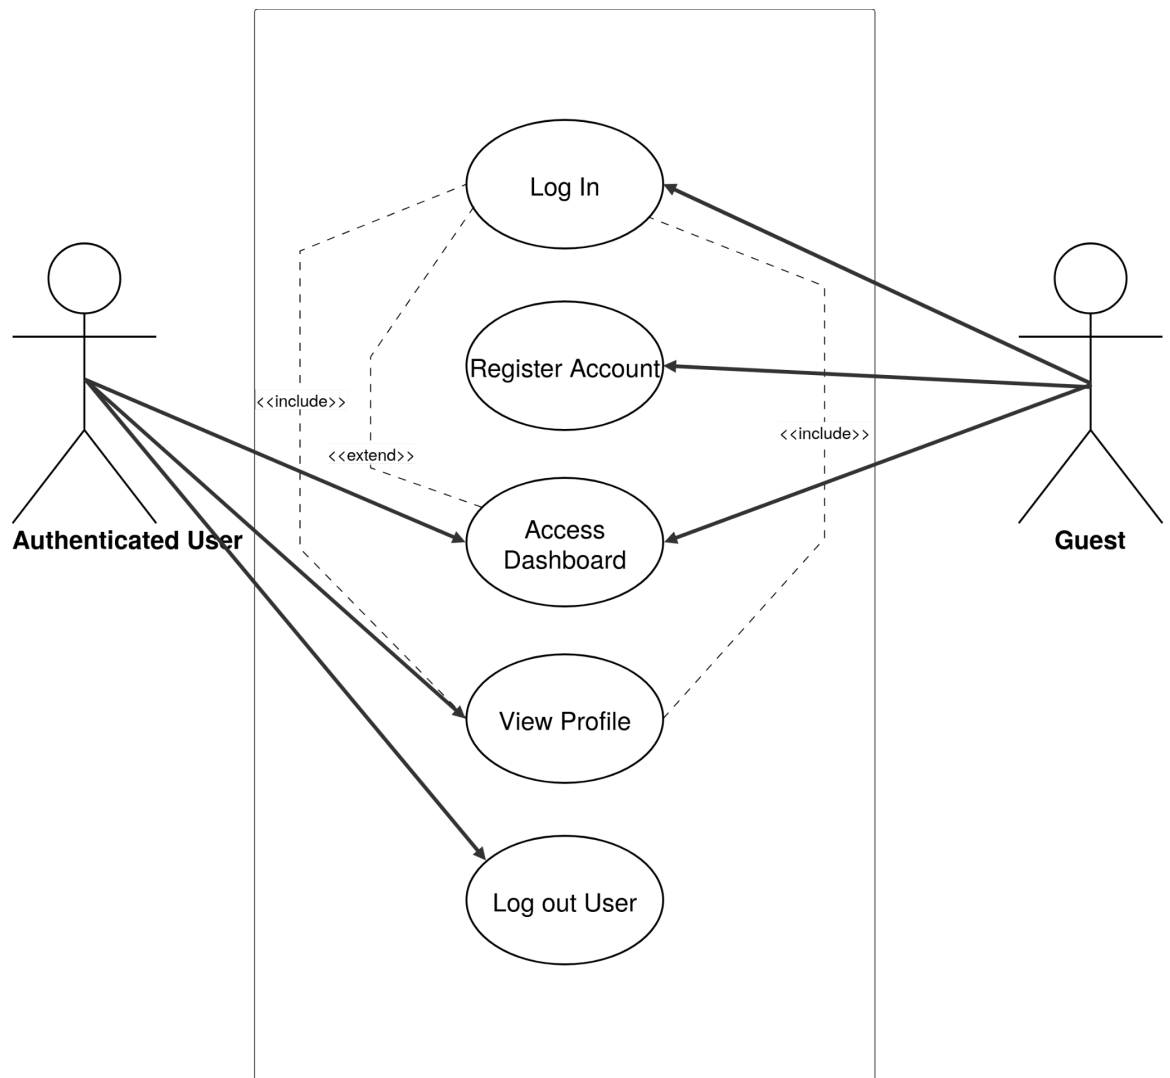 Log In
Register Account
<<include>>
<<include>>
<<extend>>
Access
Dashboard
Authenticated User
Guest
View Profile
Log out User